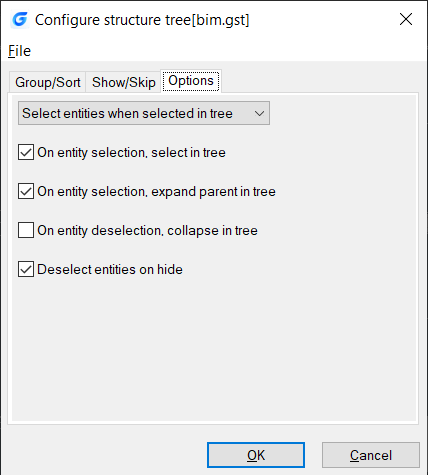 Configure structure tree[bim.gst]
File
Group/Sort Show/Skip Options
Select entities when selected in tree
On entity selection, select in tree
On entity selection, expand parent in tree
On entity deselection, collapse in tree
Deselect entities on hide
OK Cancel